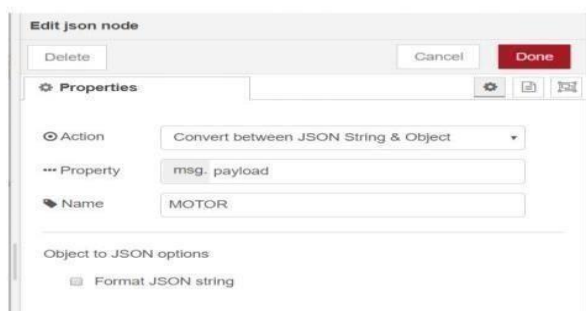 Edit json node
Delete Cancel Done
Properties
Action Convert between JSON String & Object
Property msg. payload
Name MOTOR
Object to JSON options
Format JSON string